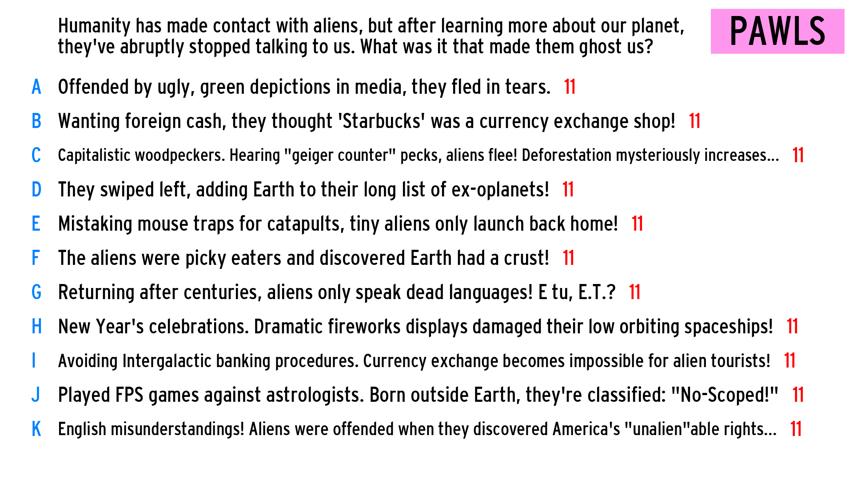 Humanity has made contact with aliens, but after learning more about our planet,
they've abruptly stopped talking to us. What was it that made them ghost us?
PAWLS
A Offended by ugly, green depictions in media, they fled in tears. 11
B Wanting foreign cash, they thought 'Starbucks' was a currency exchange shop! 11
C Capitalistic woodpeckers. Hearing "geiger counter" pecks, aliens flee! Deforestation mysteriously increases... 11
D They swiped left, adding Earth to their long list of ex-oplanets! 11
E Mistaking mouse traps for catapults, tiny aliens only launch back home! 11
F The aliens were picky eaters and discovered Earth had a crust! 11
G Returning after centuries, aliens only speak dead languages! E tu, E.T.? 11
H New Year's celebrations. Dramatic fireworks displays damaged their low orbiting spaceships! 11
I Avoiding Intergalactic banking procedures. Currency exchange becomes impossible for alien tourists! 11
J Played FPS games against astrologists. Born outside Earth, they're classified: "No-Scoped!" 11
K English misunderstandings! Aliens were offended when they discovered America's "unalien"able rights... 11